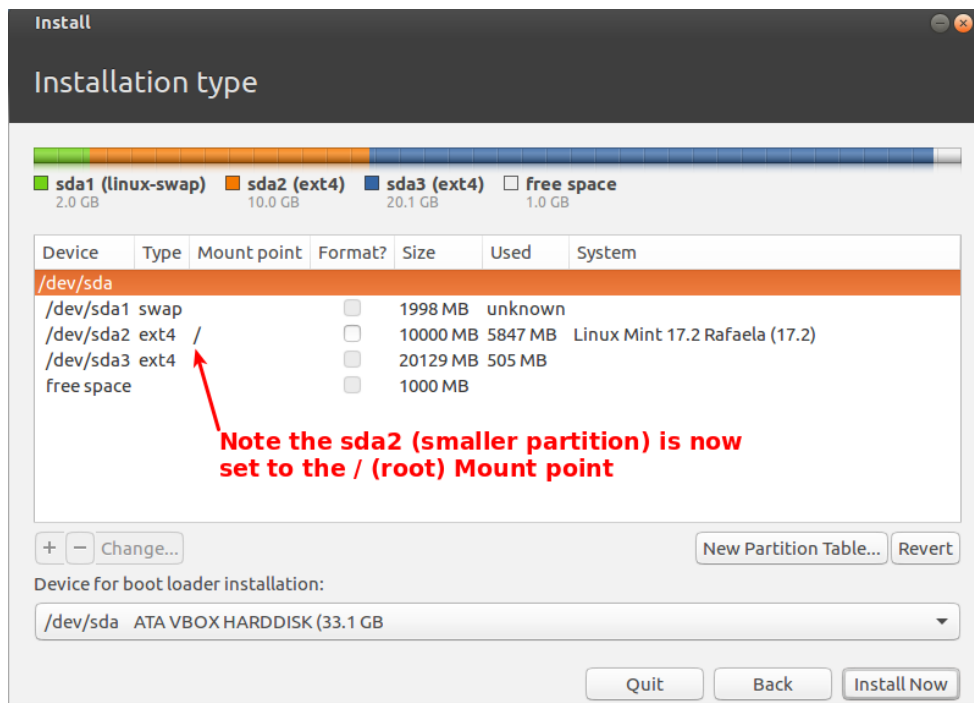 Install
Installation type
sda1 (linux-swap) sda2 (ext4) sda3 (ext4) free space
2.0 GB 10.0 GB 20.1 GB 1.0 GB
Device Type Mount point Format? Size Used System
/dev/sda
/dev/sda1 swap 1998 MB unknown
/dev/sda2 ext4 / 10000 MB 5847 MB Linux Mint 17.2 Rafaela (17.2)
/dev/sda3 ext4 20129 MB 505 MB
free space 1000 MB
Note the sda2 (smaller partition) is now
set to the / (root) Mount point
+ − Change... New Partition Table... Revert
Device for boot loader installation:
/dev/sda ATA VBOX HARDDISK (33.1 GB
Quit Back Install Now